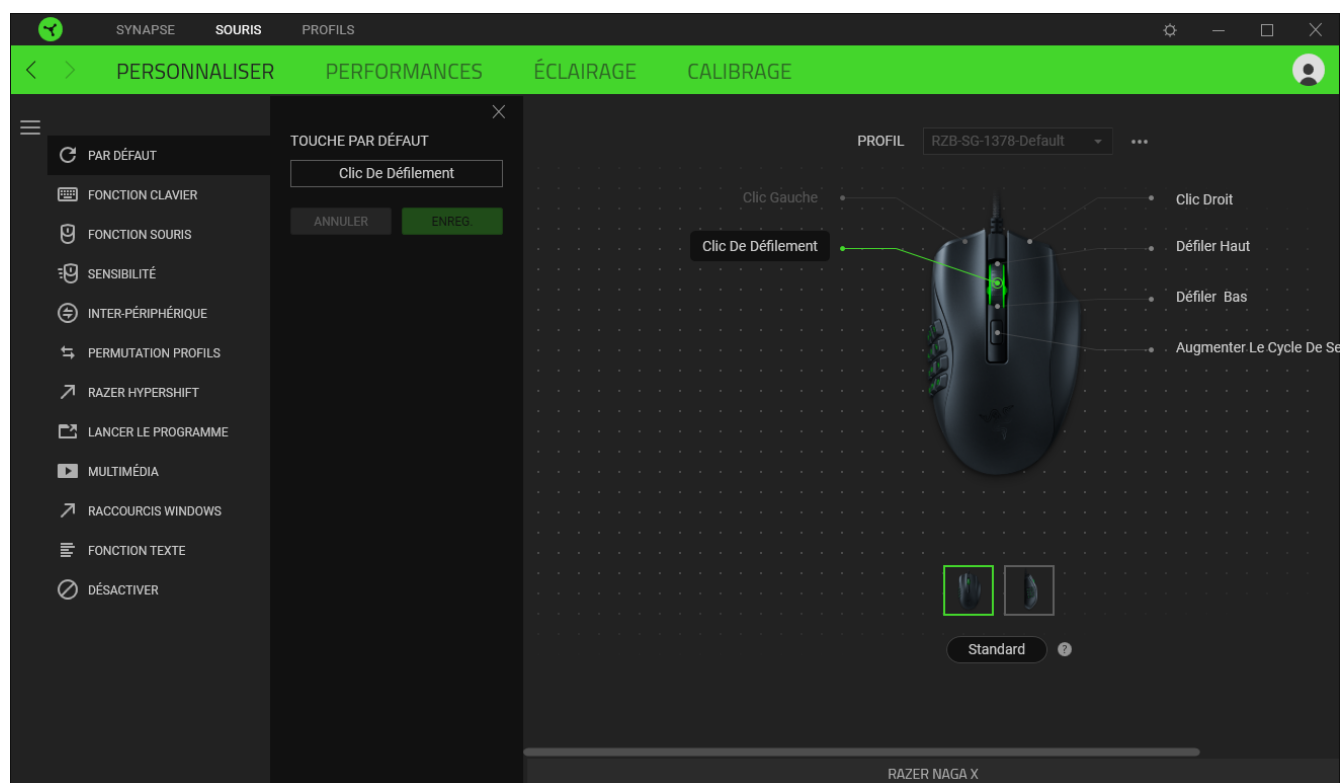 SYNAPSE SOURIS PROFILS
PERSONNALISER PERFORMANCES ÉCLAIRAGE CALIBRAGE
PAR DÉFAUT
FONCTION CLAVIER
FONCTION SOURIS
SENSIBILITÉ
INTER-PÉRIPHÉRIQUE
PERMUTATION PROFILS
RAZER HYPERSHIFT
LANCER LE PROGRAMME
MULTIMÉDIA
RACCOURCIS WINDOWS
FONCTION TEXTE
DÉSACTIVER
TOUCHE PAR DÉFAUT
Clic De Défilement
ANNULER ENREG.
PROFIL RZB-SG-1378-Default
Clic Gauche
Clic De Défilement
Clic Droit
Défiler Haut
Défiler Bas
Augmenter Le Cycle De Se
Standard ?
RAZER NAGA X